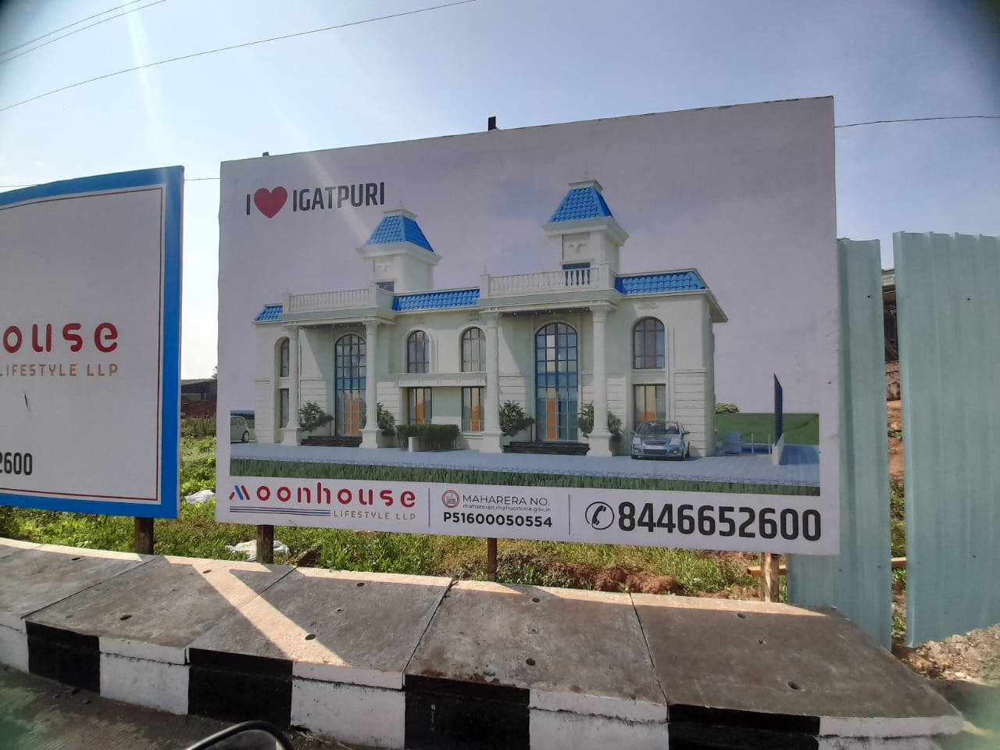 ouse
LIFESTYLE LLP
2600
I ❤ IGATPURI
moonhouse
LIFESTYLE LLP
MAHARERA NO.
maharerait.mahaonline.gov.in
P51600050554
8446652600